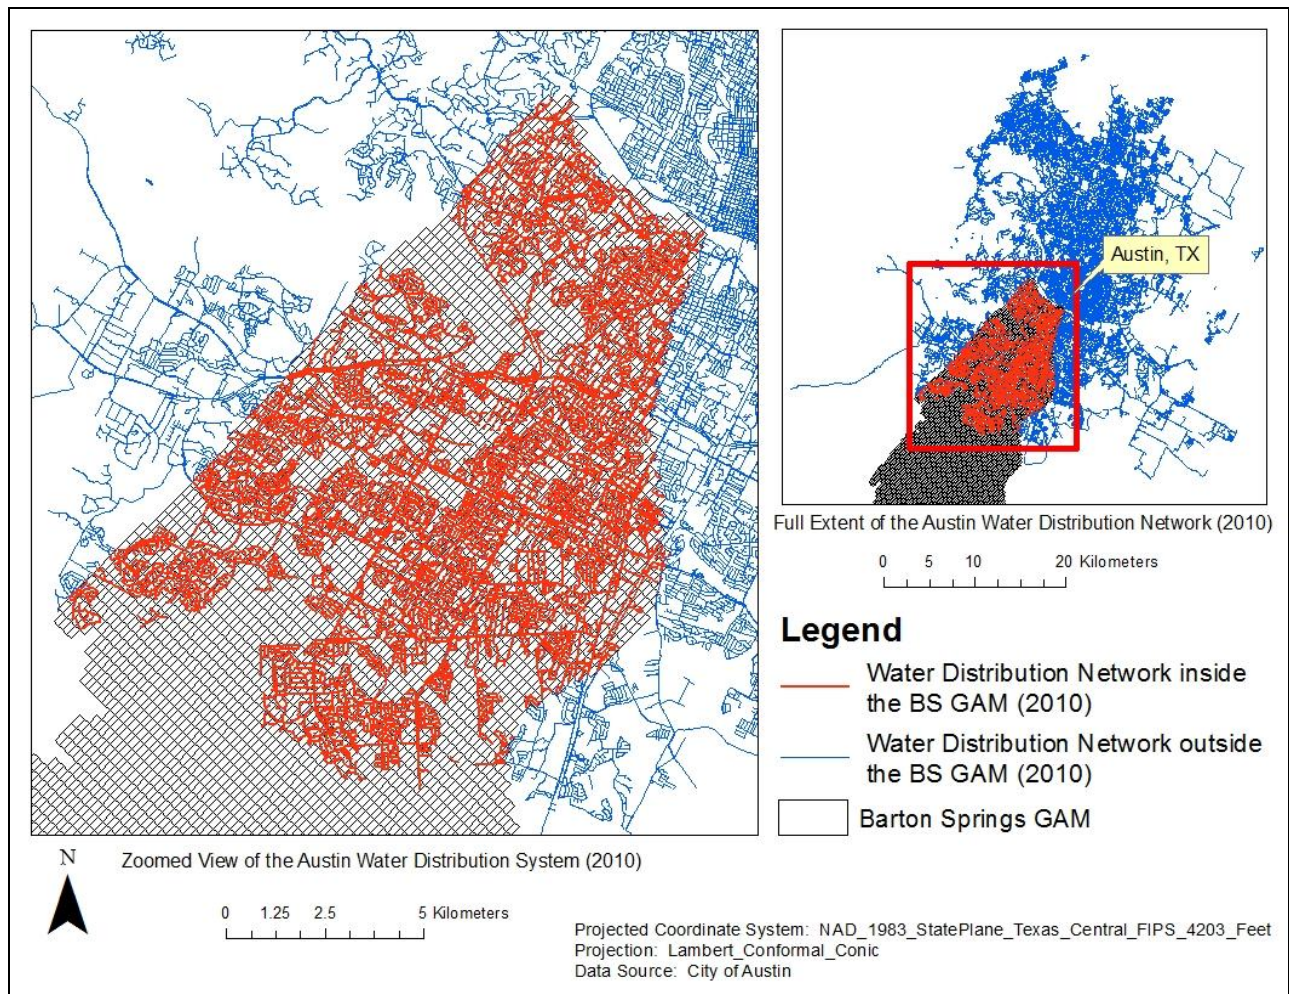 Austin, TX
Full Extent of the Austin Water Distribution Network (2010)
0 5 10 20 Kilometers
Legend
Water Distribution Network inside
the BS GAM (2010)
Water Distribution Network outside
the BS GAM (2010)
Barton Springs GAM
N
Zoomed View of the Austin Water Distribution System (2010)
0 1.25 2.5 5 Kilometers
Projected Coordinate System: NAD_1983_StatePlane_Texas_Central_FIPS_4203_Feet
Projection: Lambert_Conformal_Conic
Data Source: City of Austin